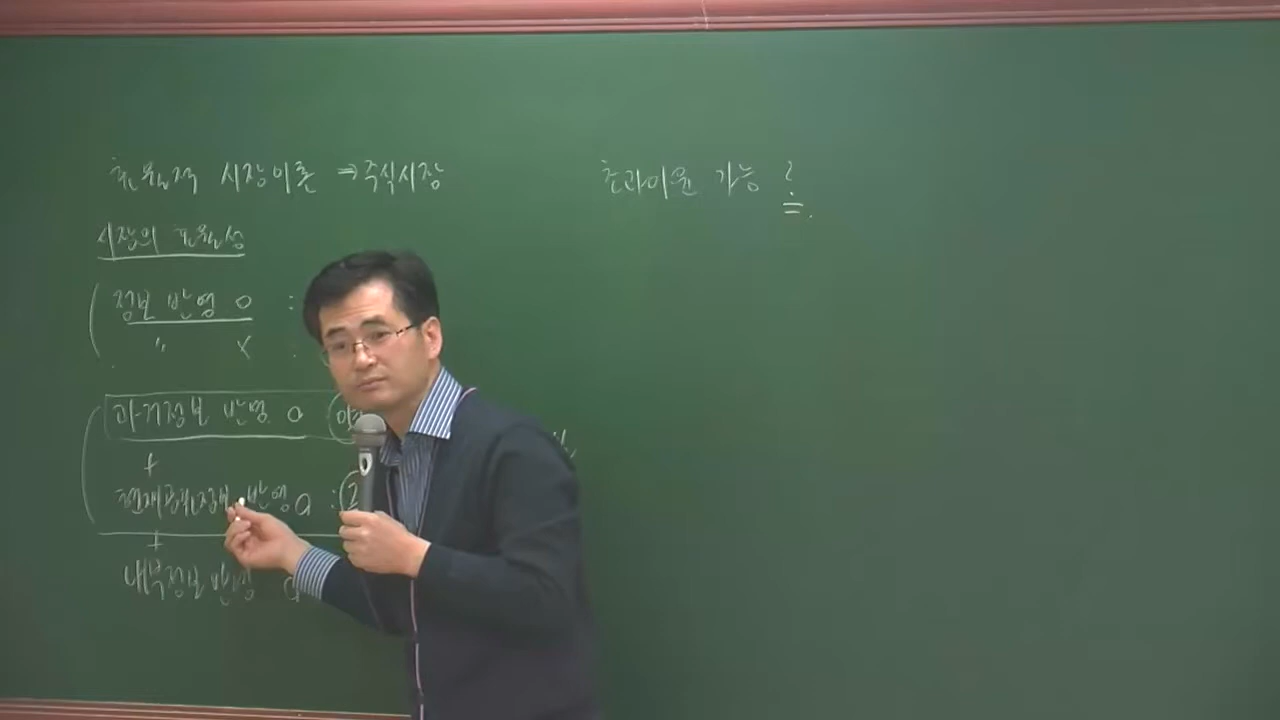 효율적 시장이론 ⇒ 주식시장
초과이윤 가능 ?
시장의 효율성
정보 반영 O :
〃 X :
과거정보 반영 O
+
현재공개정보 반영 O :
+
내부정보 반영 O